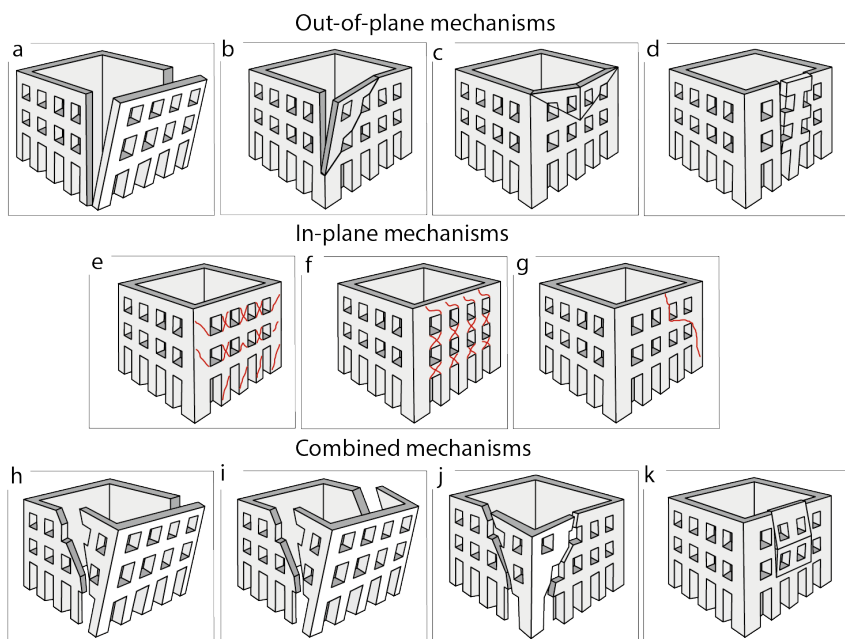 Out-of-plane mechanisms
a b c d
In-plane mechanisms
e f g
Combined mechanisms
h i j k